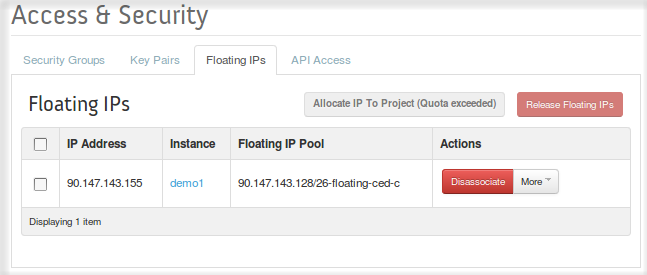 Access & Security
Security Groups Key Pairs Floating IPs API Access
Floating IPs Allocate IP To Project (Quota exceeded) Release Floating IPs
IP Address Instance Floating IP Pool Actions
90.147.143.155 demo1 90.147.143.128/26-floating-ced-c Disassociate More
Displaying 1 item